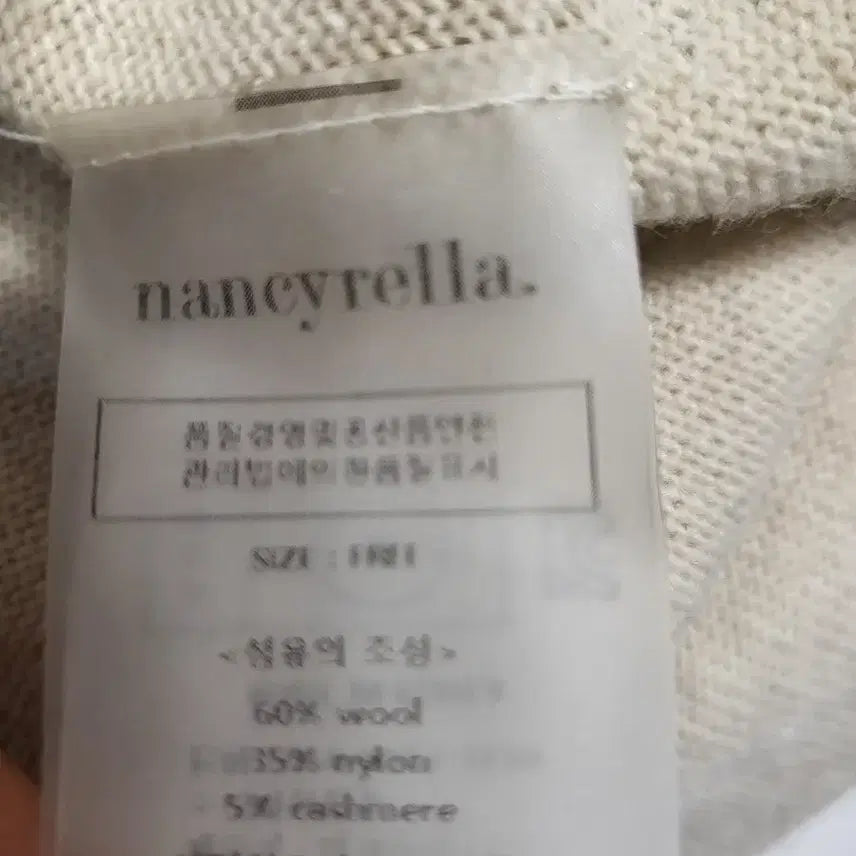 nancyrella.
품질경영및공산품안전
관리법에의한품질표시
SIZE : FREE
<섬유의 조성>
60% wool
35% nylon
5% cashmere